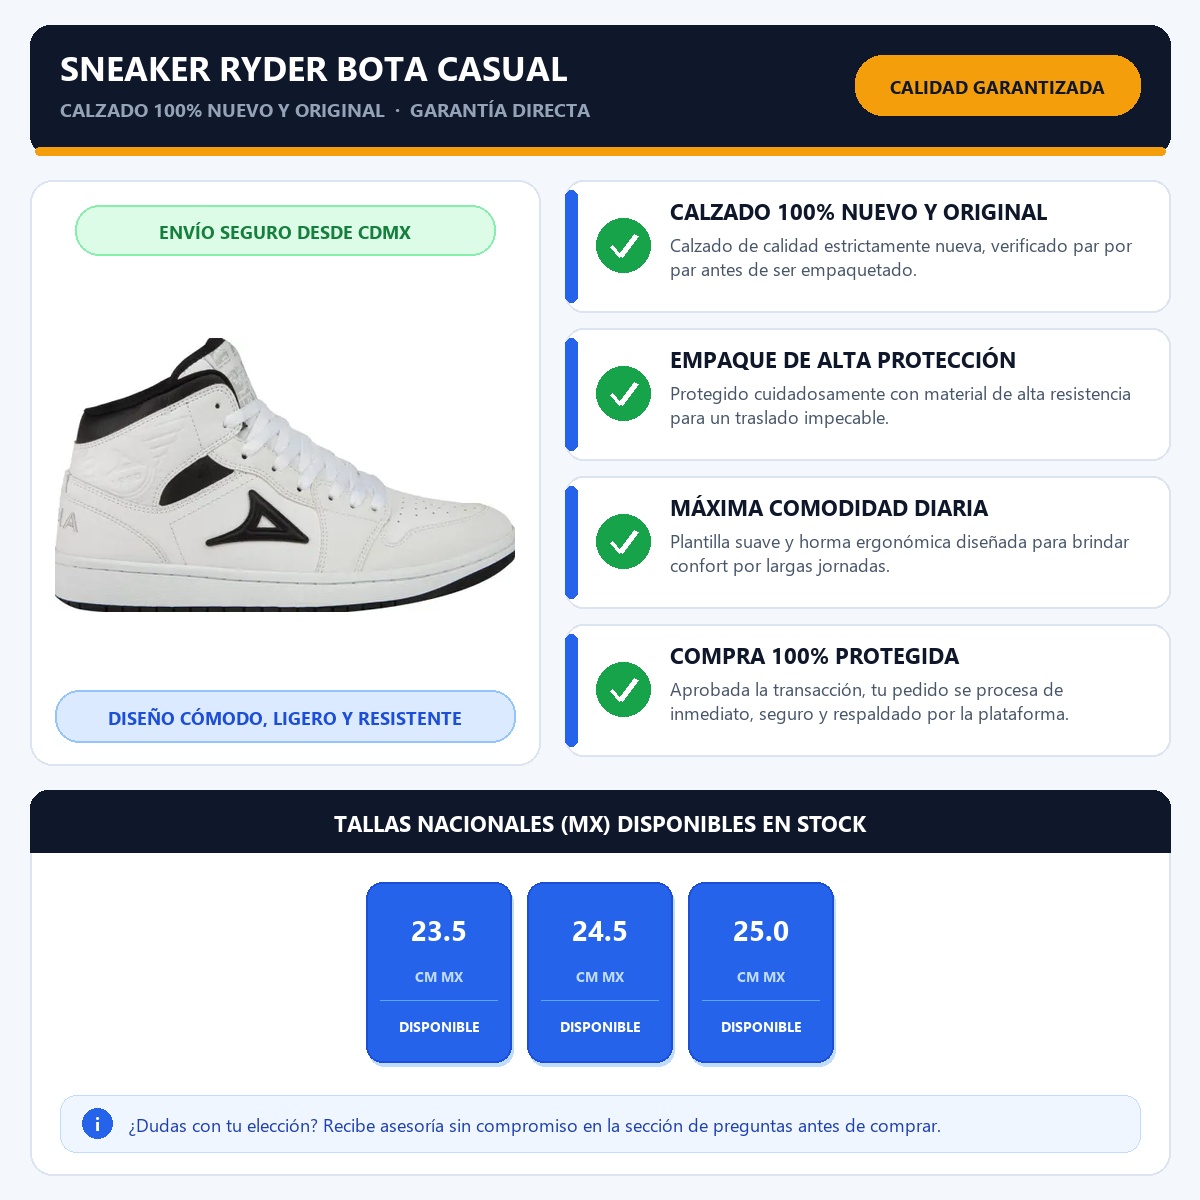 SNEAKER RYDER BOTA CASUAL
CALZADO 100% NUEVO Y ORIGINAL · GARANTÍA DIRECTA
CALIDAD GARANTIZADA
ENVÍO SEGURO DESDE CDMX
DISEÑO CÓMODO, LIGERO Y RESISTENTE
CALZADO 100% NUEVO Y ORIGINAL
Calzado de calidad estrictamente nueva, verificado par por
par antes de ser empaquetado.
EMPAQUE DE ALTA PROTECCIÓN
Protegido cuidadosamente con material de alta resistencia
para un traslado impecable.
MÁXIMA COMODIDAD DIARIA
Plantilla suave y horma ergonómica diseñada para brindar
confort por largas jornadas.
COMPRA 100% PROTEGIDA
Aprobada la transacción, tu pedido se procesa de
inmediato, seguro y respaldado por la plataforma.
TALLAS NACIONALES (MX) DISPONIBLES EN STOCK
23.5
CM MX
DISPONIBLE
24.5
CM MX
DISPONIBLE
25.0
CM MX
DISPONIBLE
¿Dudas con tu elección? Recibe asesoría sin compromiso en la sección de preguntas antes de comprar.